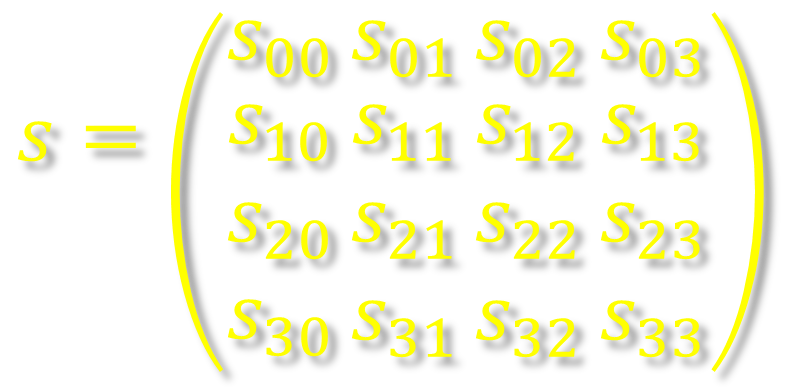 s = ( s₀₀ s₀₁ s₀₂ s₀₃
s₁₀ s₁₁ s₁₂ s₁₃
s₂₀ s₂₁ s₂₂ s₂₃
s₃₀ s₃₁ s₃₂ s₃₃ )